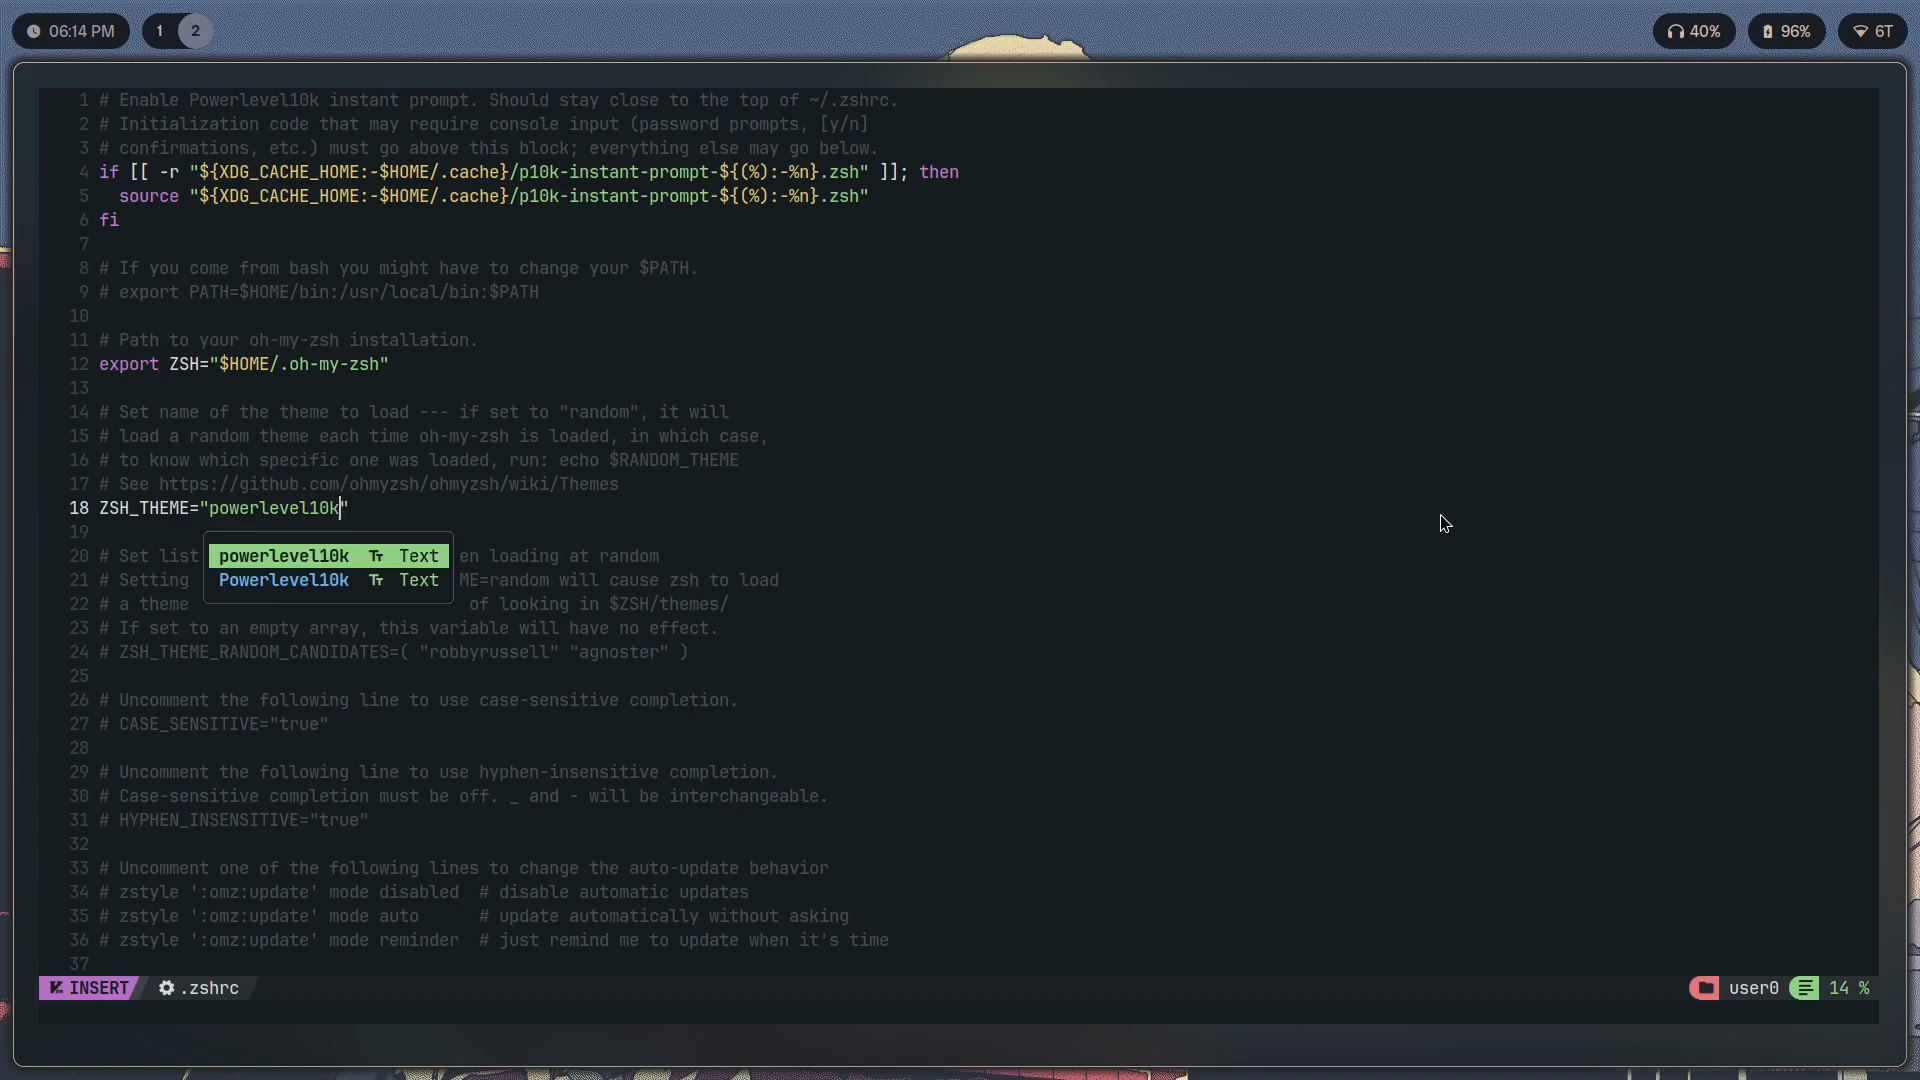 06:14 PM 1 2 40% 96% 6T
1 # Enable Powerlevel10k instant prompt. Should stay close to the top of ~/.zshrc.
2 # Initialization code that may require console input (password prompts, [y/n]
3 # confirmations, etc.) must go above this block; everything else may go below.
4 if [[ -r "${XDG_CACHE_HOME:-$HOME/.cache}/p10k-instant-prompt-${(%):-%n}.zsh" ]]; then
5   source "${XDG_CACHE_HOME:-$HOME/.cache}/p10k-instant-prompt-${(%):-%n}.zsh"
6 fi
7
8 # If you come from bash you might have to change your $PATH.
9 # export PATH=$HOME/bin:/usr/local/bin:$PATH
10
11 # Path to your oh-my-zsh installation.
12 export ZSH="$HOME/.oh-my-zsh"
13
14 # Set name of the theme to load --- if set to "random", it will
15 # load a random theme each time oh-my-zsh is loaded, in which case,
16 # to know which specific one was loaded, run: echo $RANDOM_THEME
17 # See https://github.com/ohmyzsh/ohmyzsh/wiki/Themes
18 ZSH_THEME="powerlevel10k"
19
20 # Set list powerlevel10k Text en loading at random
21 # Setting Powerlevel10k Text ME=random will cause zsh to load
22 # a theme of looking in $ZSH/themes/
23 # If set to an empty array, this variable will have no effect.
24 # ZSH_THEME_RANDOM_CANDIDATES=( "robbyrussell" "agnoster" )
25
26 # Uncomment the following line to use case-sensitive completion.
27 # CASE_SENSITIVE="true"
28
29 # Uncomment the following line to use hyphen-insensitive completion.
30 # Case-sensitive completion must be off. _ and - will be interchangeable.
31 # HYPHEN_INSENSITIVE="true"
32
33 # Uncomment one of the following lines to change the auto-update behavior
34 # zstyle ':omz:update' mode disabled  # disable automatic updates
35 # zstyle ':omz:update' mode auto      # update automatically without asking
36 # zstyle ':omz:update' mode reminder  # just remind me to update when it's time
37
INSERT .zshrc user0 14 %